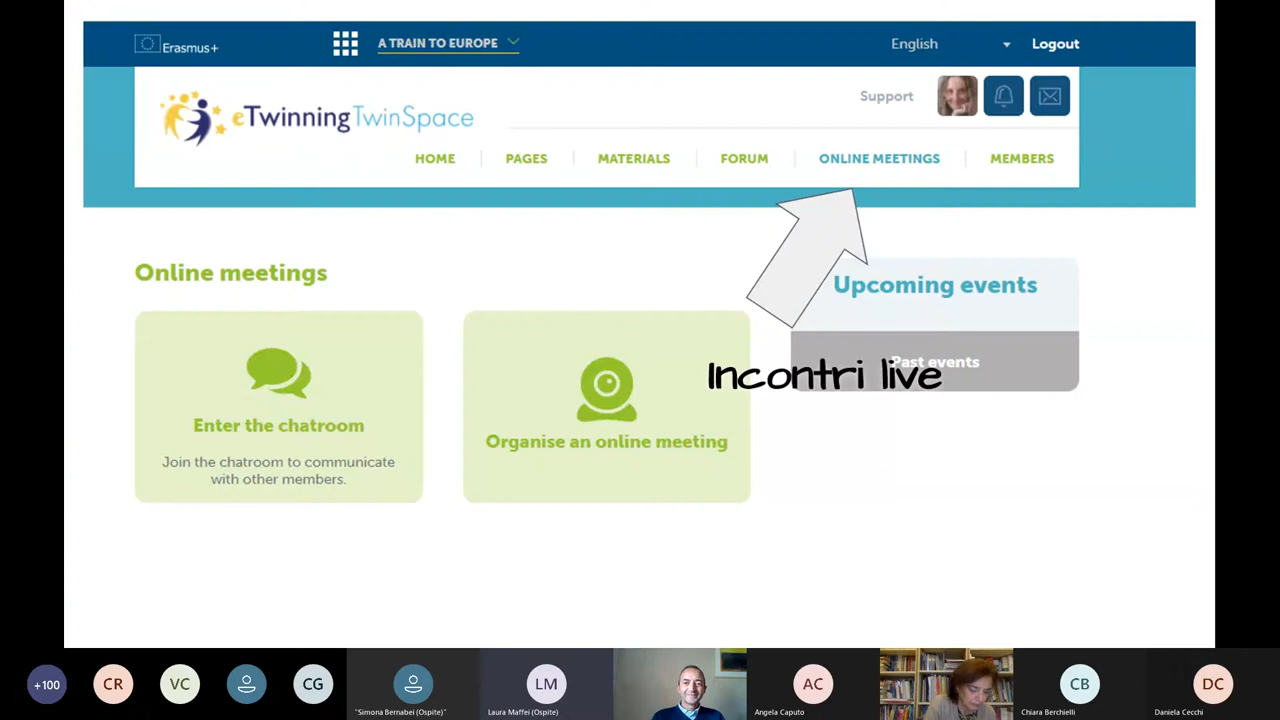 Erasmus+
A TRAIN TO EUROPE
English
Logout
eTwinningTwinSpace
Support
HOME
PAGES
MATERIALS
FORUM
ONLINE MEETINGS
MEMBERS
Online meetings
Upcoming events
Past events
Incontri live
Enter the chatroom
Join the chatroom to communicate
with other members.
Organise an online meeting
+100
CR
VC
CG
"Simona Bernabei (Ospite)"
LM
Laura Maffei (Ospite)
AC
Angela Caputo
CB
Chiara Berchielli
DC
Daniela Cecchi